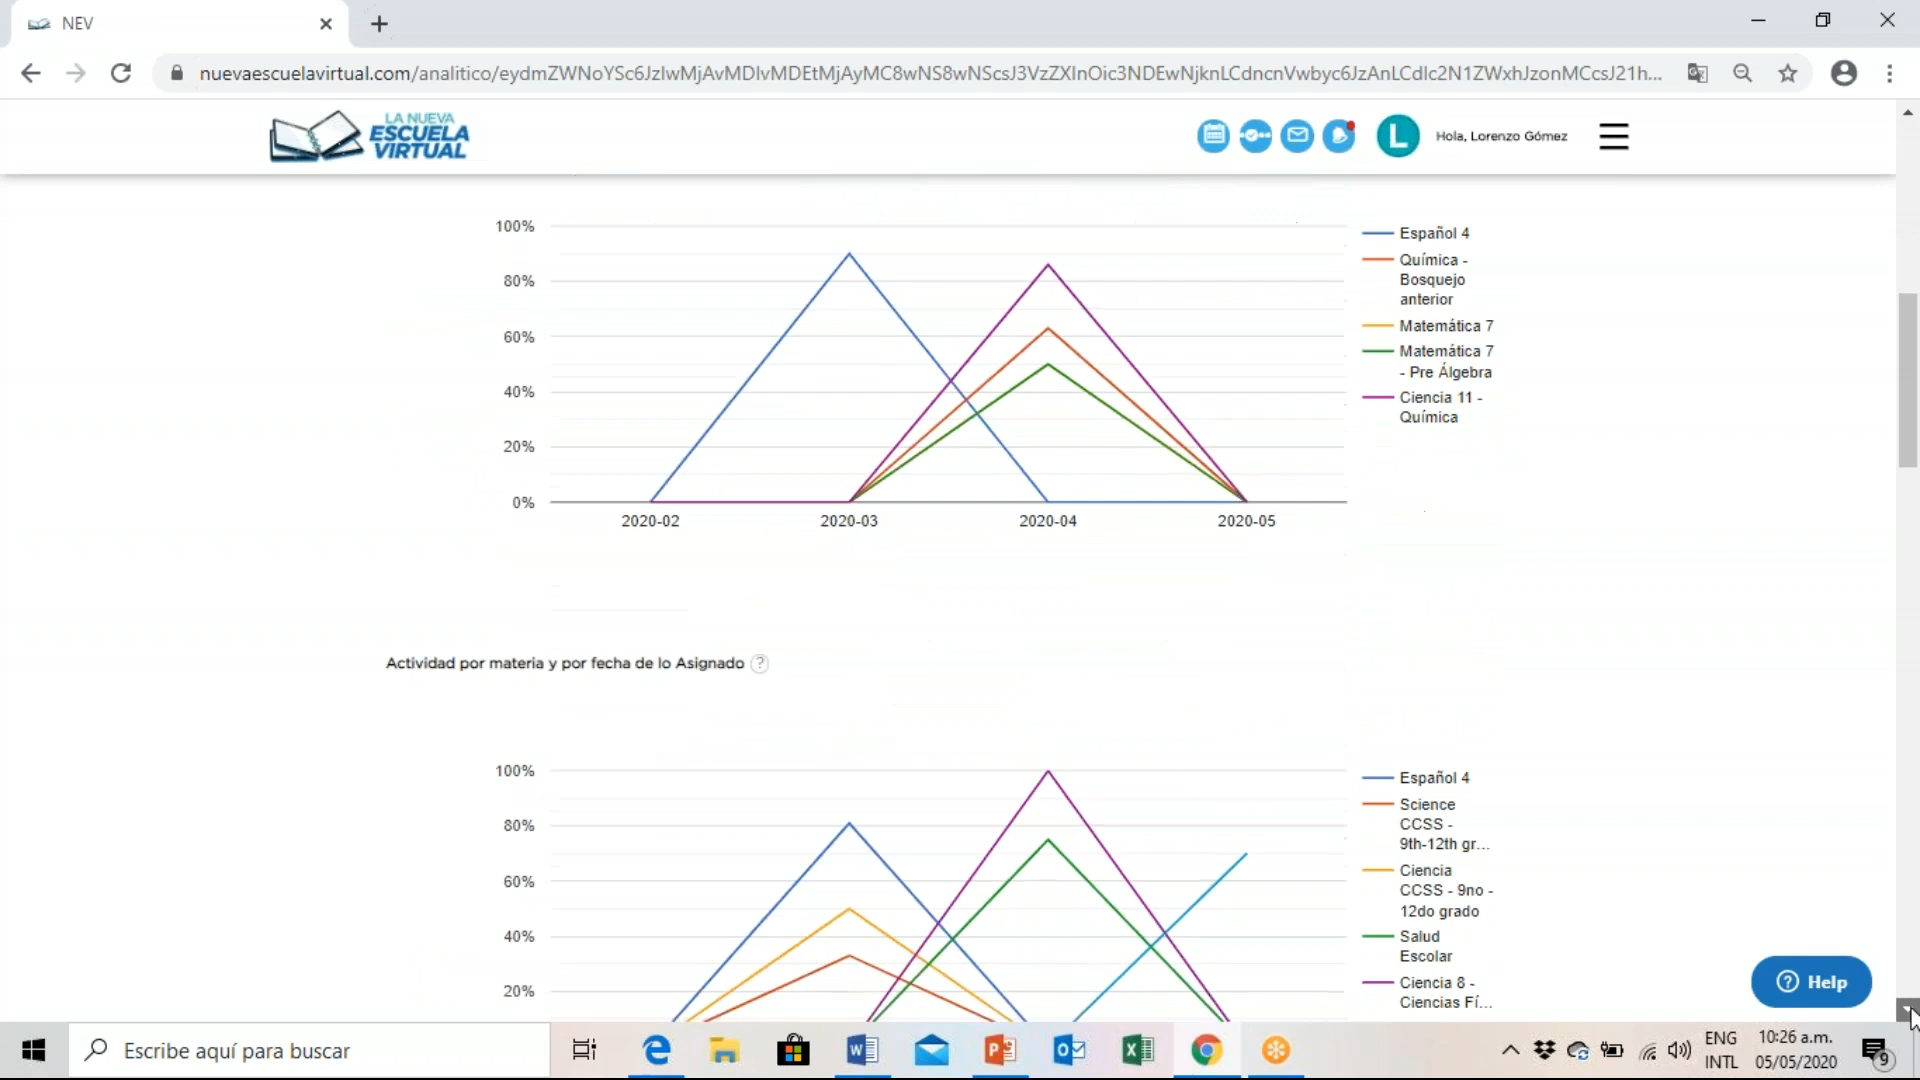 NEV
nuevaescuelavirtual.com/analitico/eydmZWNoYSc6JzIwMjAvMDIvMDEtMjAyMC8wNS8wNScsJ3VzZXInOic3NDEwNjknLCdncnVwbyc6JzAnLCdlc2N1ZWxhJzonMCcsJ21h...
LA NUEVA
ESCUELA
VIRTUAL
L
Hola, Lorenzo Gómez
100%
80%
60%
40%
20%
0%
2020-02
2020-03
2020-04
2020-05
Español 4
Química -
Bosquejo
anterior
Matemática 7
Matemática 7
- Pre Álgebra
Ciencia 11 -
Química
Actividad por materia y por fecha de lo Asignado ?
100%
80%
60%
40%
20%
Español 4
Science
CCSS -
9th-12th gr...
Ciencia
CCSS - 9no -
12do grado
Salud
Escolar
Ciencia 8 -
Ciencias Fí...
? Help
Escribe aquí para buscar
ENG
INTL
10:26 a.m.
05/05/2020
9